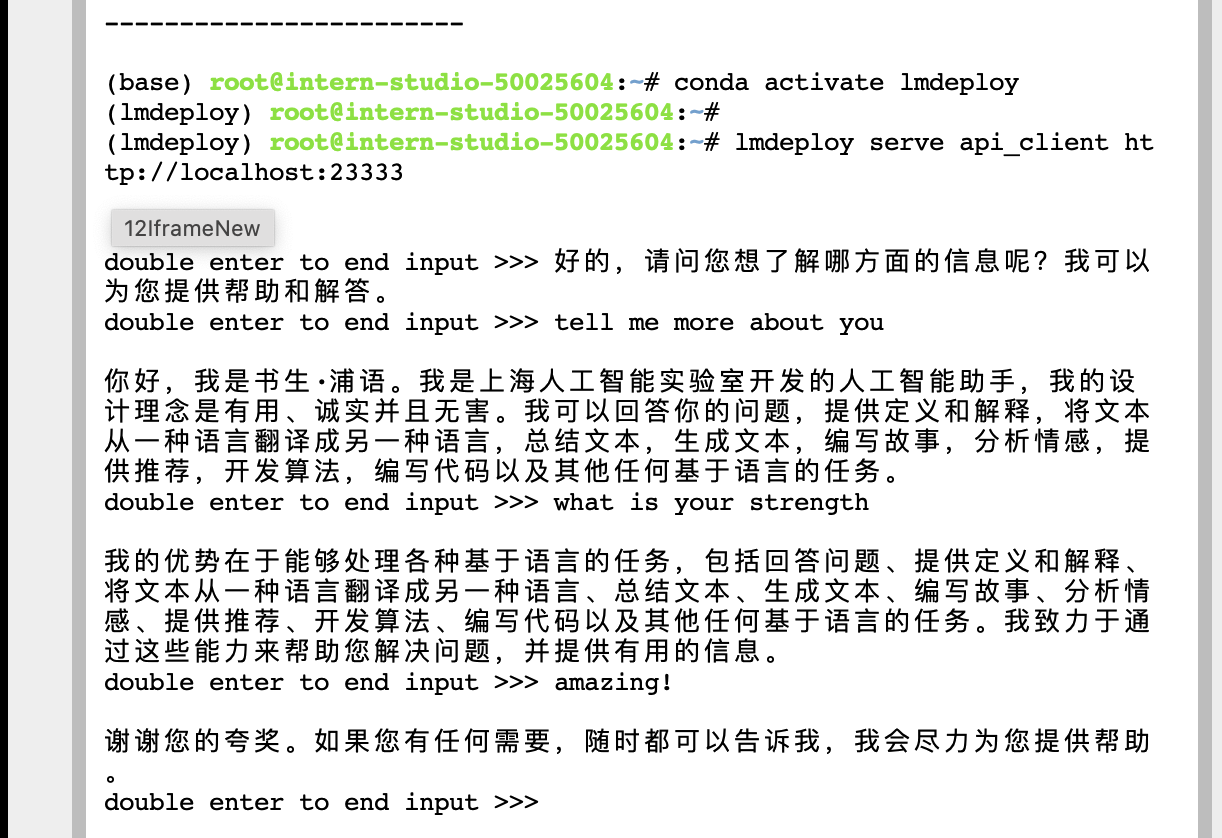 ------------------------
(base) root@intern-studio-50025604:~# conda activate lmdeploy
(lmdeploy) root@intern-studio-50025604:~#
(lmdeploy) root@intern-studio-50025604:~# lmdeploy serve api_client ht
tp://localhost:23333
12IframeNew
double enter to end input >>> 好的，请问您想了解哪方面的信息呢？我可以
为您提供帮助和解答。
double enter to end input >>> tell me more about you
你好，我是书生·浦语。我是上海人工智能实验室开发的人工智能助手，我的设
计理念是有用、诚实并且无害。我可以回答你的问题，提供定义和解释，将文本
从一种语言翻译成另一种语言，总结文本，生成文本，编写故事，分析情感，提
供推荐，开发算法，编写代码以及其他任何基于语言的任务。
double enter to end input >>> what is your strength
我的优势在于能够处理各种基于语言的任务，包括回答问题、提供定义和解释、
将文本从一种语言翻译成另一种语言、总结文本、生成文本、编写故事、分析情
感、提供推荐、开发算法、编写代码以及其他任何基于语言的任务。我致力于通
过这些能力来帮助您解决问题，并提供有用的信息。
double enter to end input >>> amazing!
谢谢您的夸奖。如果您有任何需要，随时都可以告诉我，我会尽力为您提供帮助
。
double enter to end input >>>